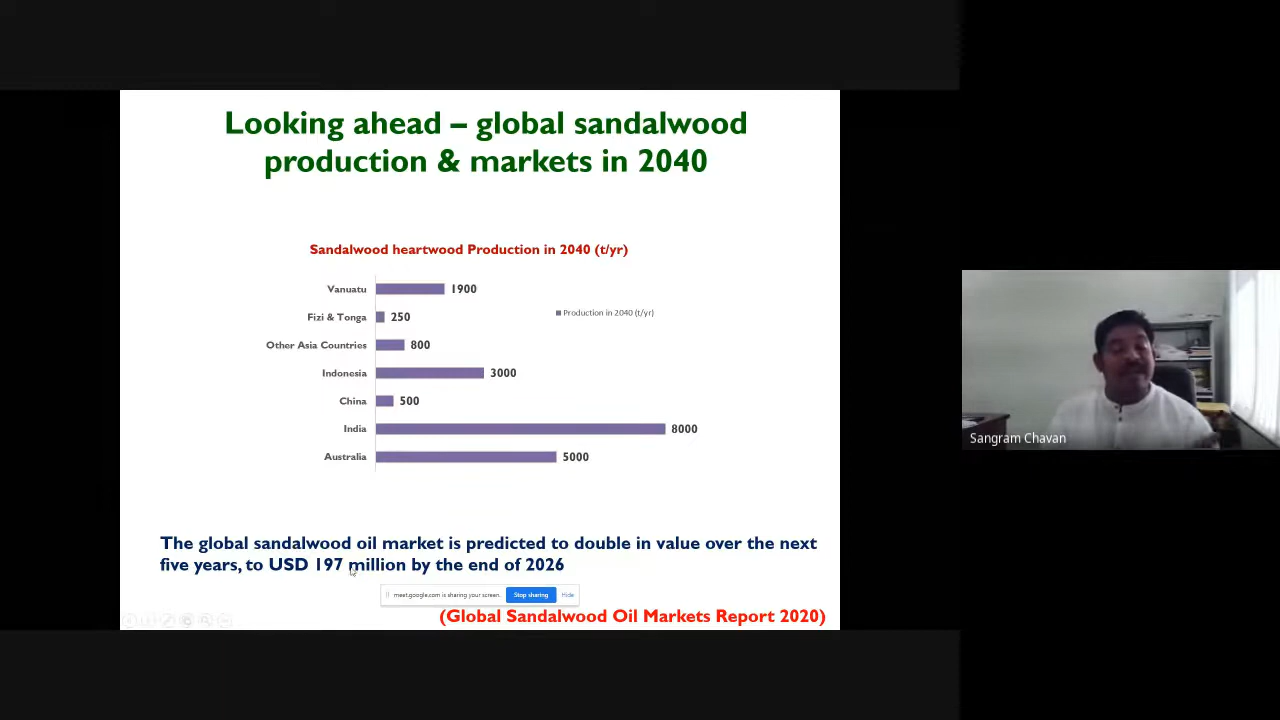 Looking ahead – global sandalwood
production & markets in 2040
Sandalwood heartwood Production in 2040 (t/yr)
Vanuatu 1900
Production in 2040 (t/yr)
Fizi & Tonga 250
Other Asia Countries 800
Indonesia 3000
China 500
India 8000
Australia 5000
The global sandalwood oil market is predicted to double in value over the next
five years, to USD 197 million by the end of 2026
meet.google.com is sharing your screen. Stop sharing Hide
(Global Sandalwood Oil Markets Report 2020)
Sangram Chavan